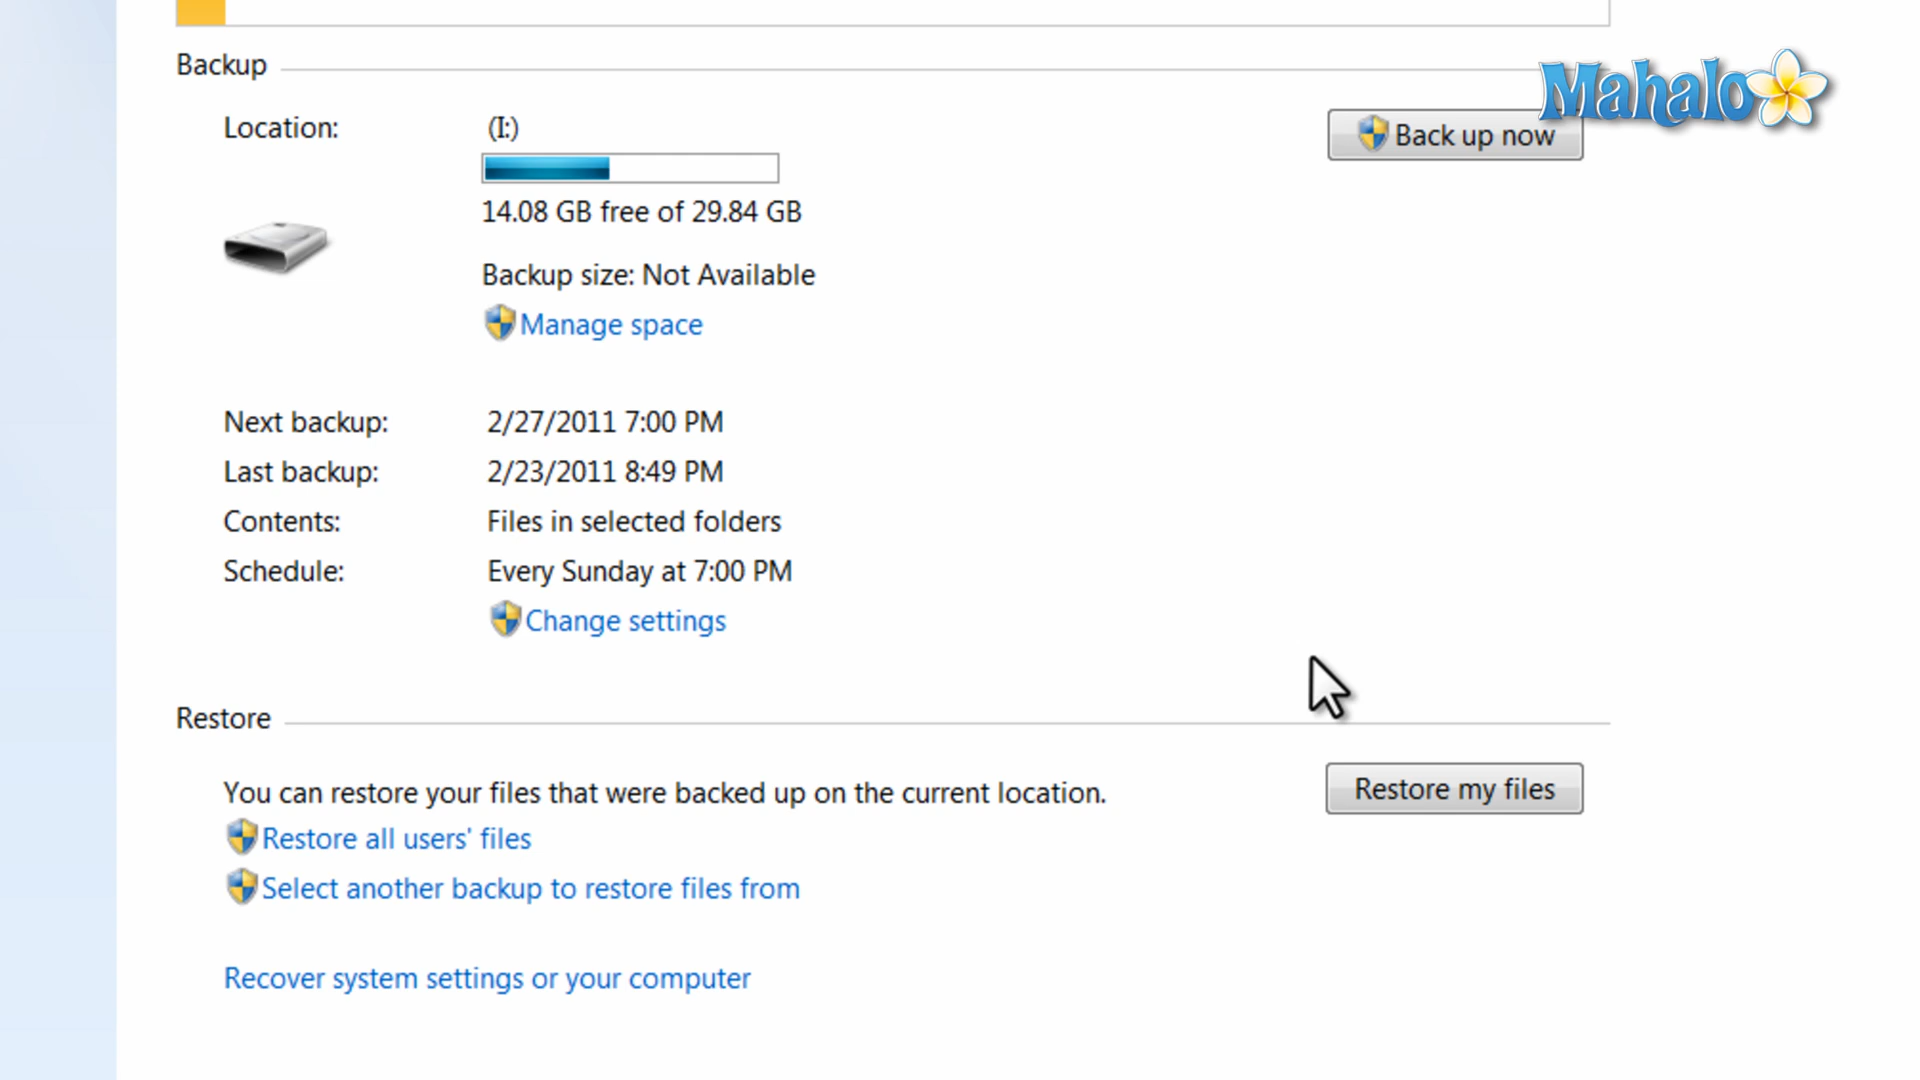 Backup
Mahalo
Location: (I:)
Back up now
14.08 GB free of 29.84 GB
Backup size: Not Available
Manage space
Next backup: 2/27/2011 7:00 PM
Last backup: 2/23/2011 8:49 PM
Contents: Files in selected folders
Schedule: Every Sunday at 7:00 PM
Change settings
Restore
You can restore your files that were backed up on the current location.
Restore my files
Restore all users' files
Select another backup to restore files from
Recover system settings or your computer